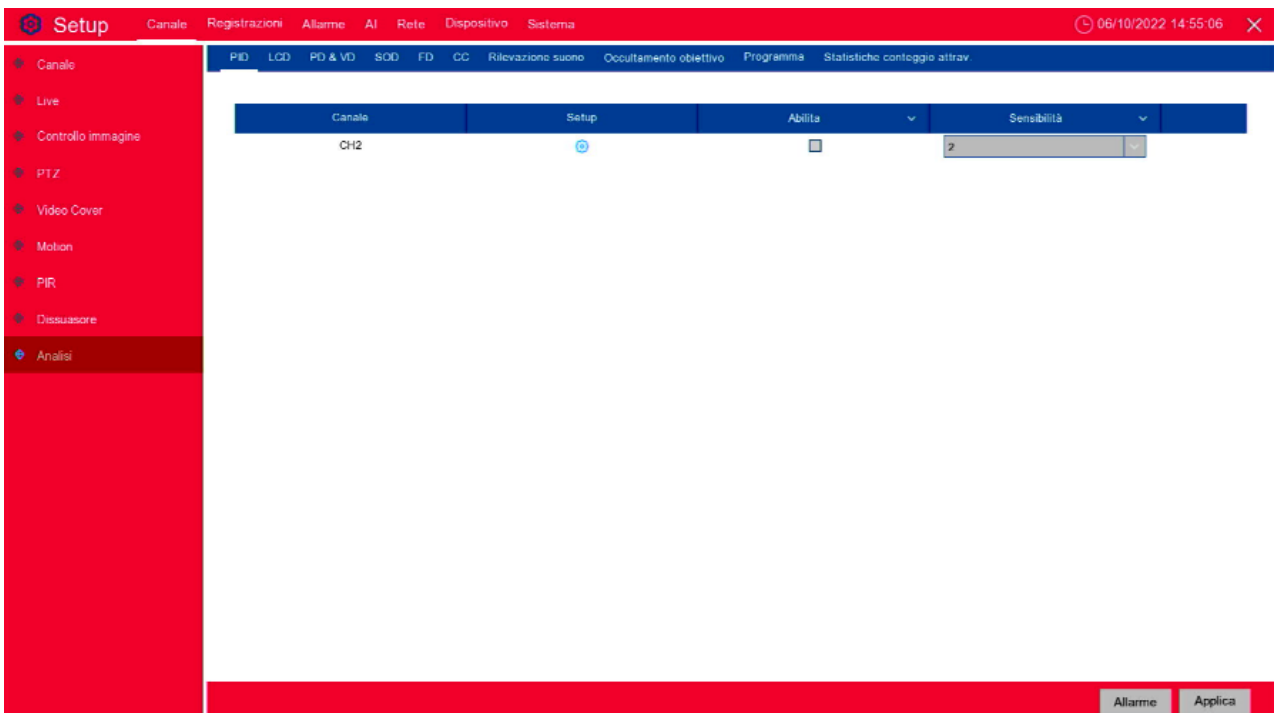 Setup Canale Registrazioni Allarme AI Rete Dispositivo Sistema 06/10/2022 14:55:06
PID LCD PD & VD SOD FD CC Rilevazione suono Occultamento obiettivo Programma Statistiche conteggio attrav.
Canale
Live
Controllo immagine
PTZ
Video Cover
Motion
PIR
Dissuasore
Analisi
Canale Setup Abilita Sensibilità
CH2 2
Allarme Applica